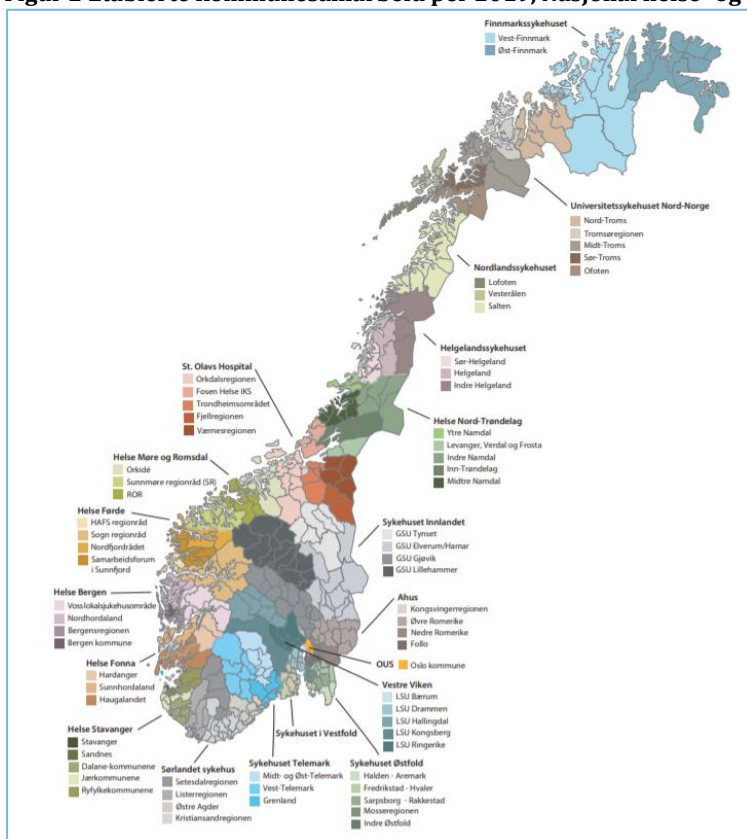 Figur Etablerte kommunesamarbeid per 2019, Nasjonal helse- og
Finnmarkssykehuset
Vest-Finnmark
Øst-Finnmark
Universitetssykehuset Nord-Norge
Nord-Troms
Tromsøregionen
Midt-Troms
Sør-Troms
Ofoten
Nordlandssykehuset
Lofoten
Vesterålen
Salten
Helgelandssykehuset
Sør-Helgeland
Helgeland
Indre Helgeland
St. Olavs Hospital
Orkdalsregionen
Fosen Helse IKS
Trondheimsområdet
Fjellregionen
Værnesregionen
Helse Nord-Trøndelag
Ytre Namdal
Levanger, Verdal og Frosta
Indre Namdal
Inn-Trøndelag
Midtre Namdal
Helse Møre og Romsdal
Orkidé
Sunnmøre regionråd (SR)
ROR
Helse Førde
HAFS regionråd
Sogn regionråd
Nordfjordrådet
Samarbeidsforum
i Sunnfjord
Sykehuset Innlandet
GSU Tynset
GSU Elverum/Hamar
GSU Gjøvik
GSU Lillehammer
Helse Bergen
Voss lokalsjukehusområde
Nordhordaland
Bergensregionen
Bergen kommune
Ahus
Kongsvingerregionen
Øvre Romerike
Nedre Romerike
Follo
OUS Oslo kommune
Helse Fonna
Hardanger
Sunnhordaland
Haugalandet
Vestre Viken
LSU Bærum
LSU Drammen
LSU Hallingdal
LSU Kongsberg
LSU Ringerike
Helse Stavanger
Stavanger
Sandnes
Dalane-kommunene
Jærkommunene
Ryfylkekommunene
Sørlandet sykehus
Setesdalregionen
Listerregionen
Østre Agder
Kristiansandregionen
Sykehuset Telemark
Midt- og Øst-Telemark
Vest-Telemark
Grenland
Sykehuset i Vestfold
Sykehuset Østfold
Halden - Aremark
Fredrikstad - Hvaler
Sarpsborg - Rakkestad
Mosseregionen
Indre Østfold